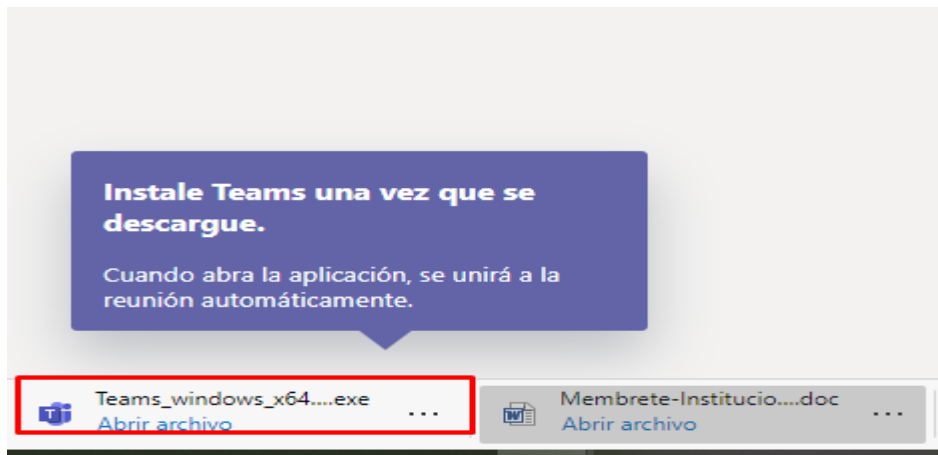 Instale Teams una vez que se
descargue.
Cuando abra la aplicación, se unirá a la
reunión automáticamente.
Teams_windows_x64....exe
Abrir archivo
Membrete-Institucio....doc
Abrir archivo